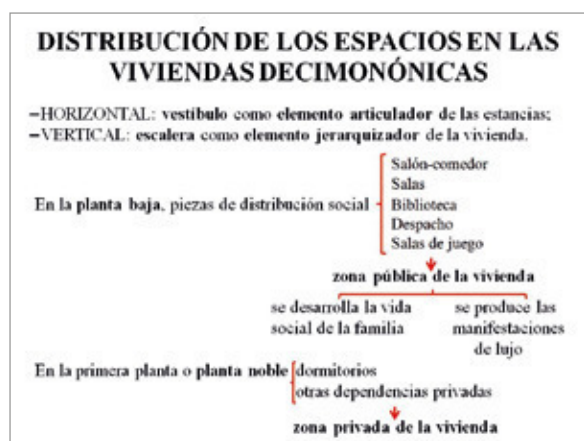 DISTRIBUCIÓN DE LOS ESPACIOS EN LAS
VIVIENDAS DECIMONÓNICAS
–HORIZONTAL: vestíbulo como elemento articulador de las estancias;
–VERTICAL: escalera como elemento jerarquizador de la vivienda.
En la planta baja, piezas de distribución social
Salón-comedor
Salas
Biblioteca
Despacho
Salas de juego
zona pública de la vivienda
se desarrolla la vida
social de la familia
se produce las
manifestaciones
de lujo
En la primera planta o planta noble
dormitorios
otras dependencias privadas
zona privada de la vivienda